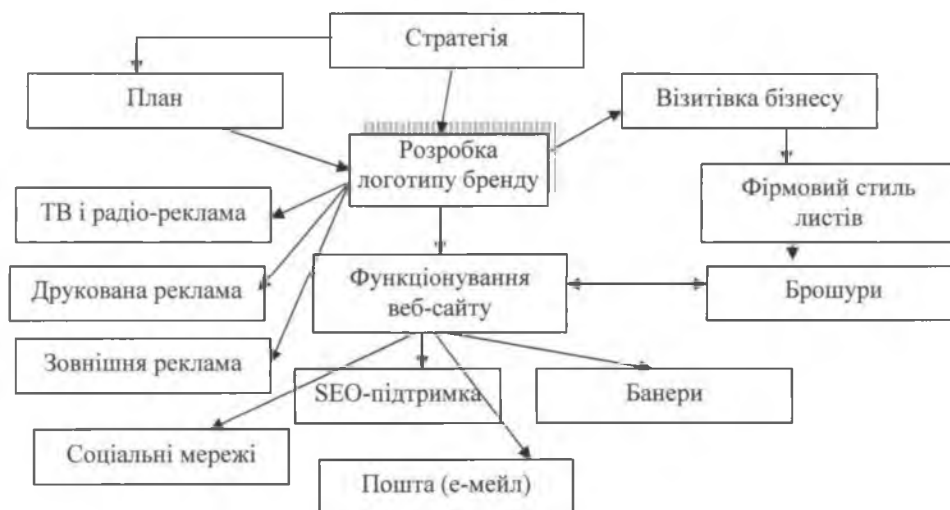 Стратегія
План
Візитівка бізнесу
Розробка
логотипу бренду
Фірмовий стиль
листів
ТВ і радіо-реклама
Функціонування
веб-сайту
Друкована реклама
Брошури
Зовнішня реклама
SEO-підтримка
Банери
Соціальні мережі
Пошта (е-мейл)